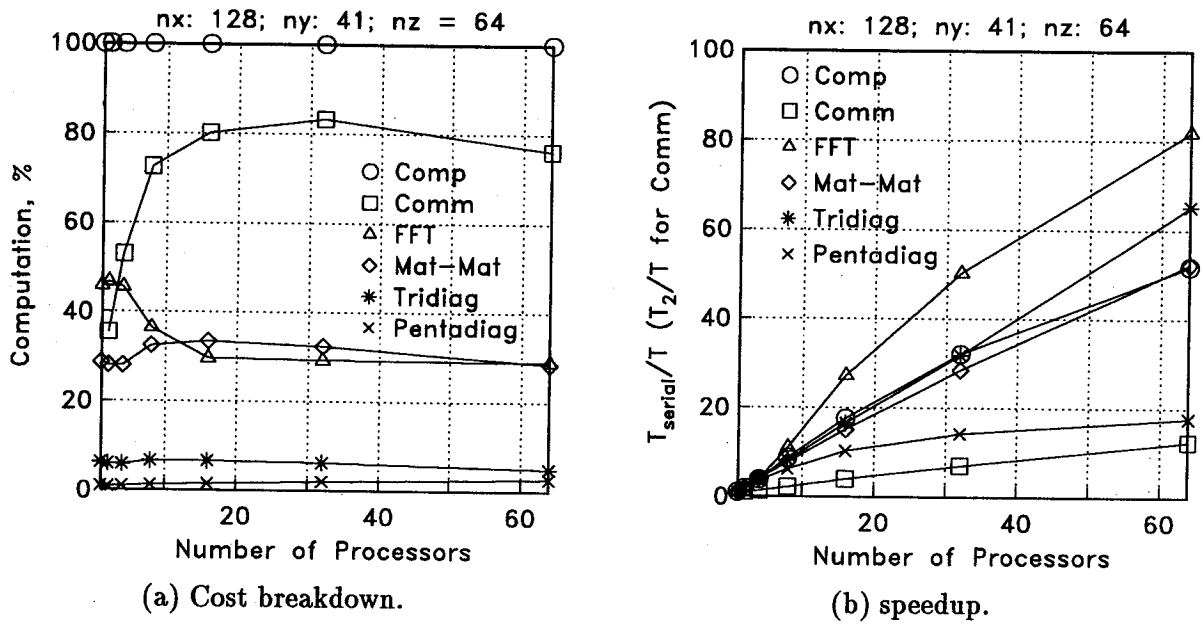 nx: 128; ny: 41; nz = 64
100
80
60
40
20
0
Computation, %
Comp
Comm
FFT
Mat-Mat
Tridiag
Pentadiag
20 40 60
Number of Processors
(a) Cost breakdown.
nx: 128; ny: 41; nz: 64
100
80
60
40
20
0
T_serial/T (T_2/T for Comm)
Comp
Comm
FFT
Mat-Mat
Tridiag
Pentadiag
20 40 60
Number of Processors
(b) speedup.